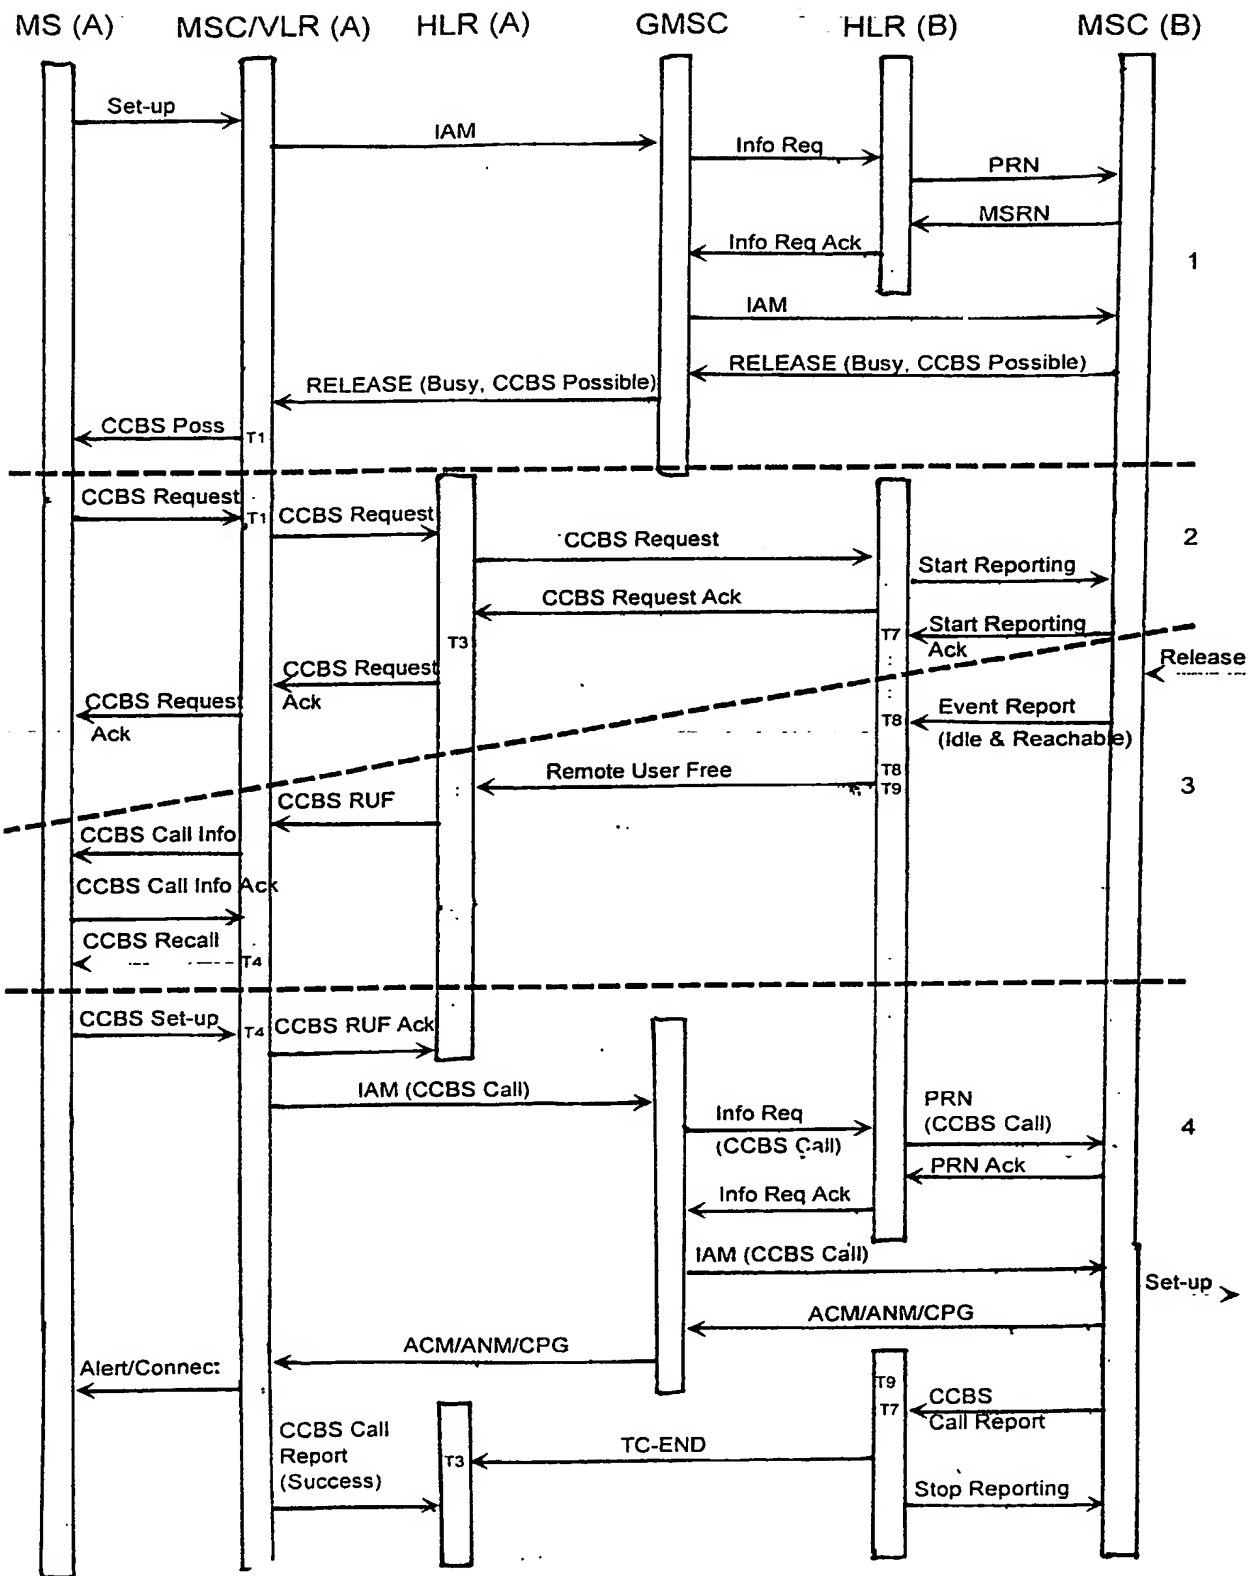 MS (A) MSC/VLR (A) HLR (A) GMSC HLR (B) MSC (B)
Set-up
IAM
Info Req
PRN
MSRN
Info Req Ack
1
IAM
RELEASE (Busy, CCBS Possible)
RELEASE (Busy, CCBS Possible)
CCBS Poss T1
CCBS Request T1 CCBS Request
CCBS Request
2
Start Reporting
CCBS Request Ack
T3
T7 Start Reporting
Ack
Release
CCBS Request
Ack
CCBS Request
Ack
T8 Event Report
(Idle & Reachable)
T8
Remote User Free T9
3
CCBS RUF
CCBS Call Info
CCBS Call Info Ack
CCBS Recall
T4
CCBS Set-up T4 CCBS RUF Ack
IAM (CCBS Call)
PRN
(CCBS Call)
Info Req
(CCBS Call)
4
PRN Ack
Info Req Ack
IAM (CCBS Call)
Set-up
ACM/ANM/CPG
ACM/ANM/CPG
Alert/Connect
T9
T7 CCBS
Call Report
CCBS Call
Report
(Success)
T3
TC-END
Stop Reporting